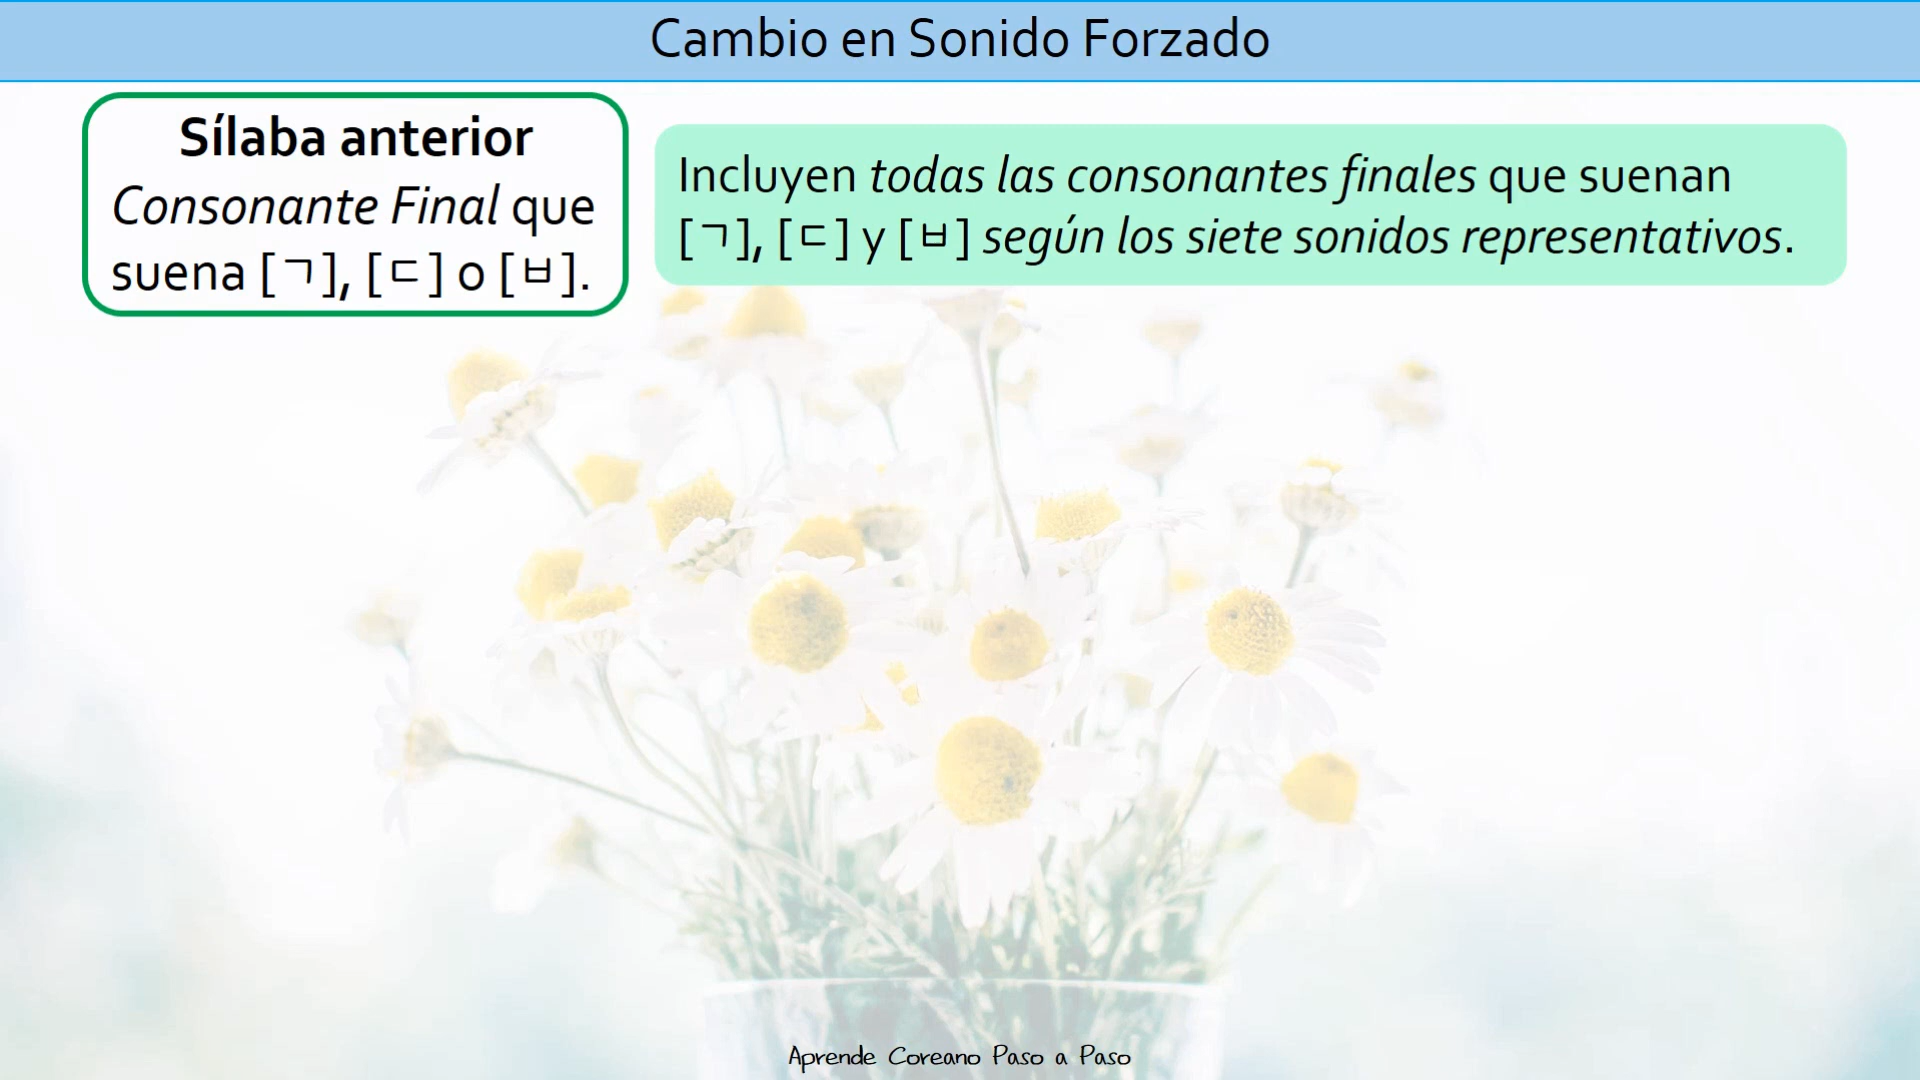 Cambio en Sonido Forzado
Sílaba anterior
Consonante Final que
suena [ㄱ], [ㄷ] o [ㅂ].
Incluyen todas las consonantes finales que suenan
[ㄱ], [ㄷ] y [ㅂ] según los siete sonidos representativos.
Aprende Coreano Paso a Paso